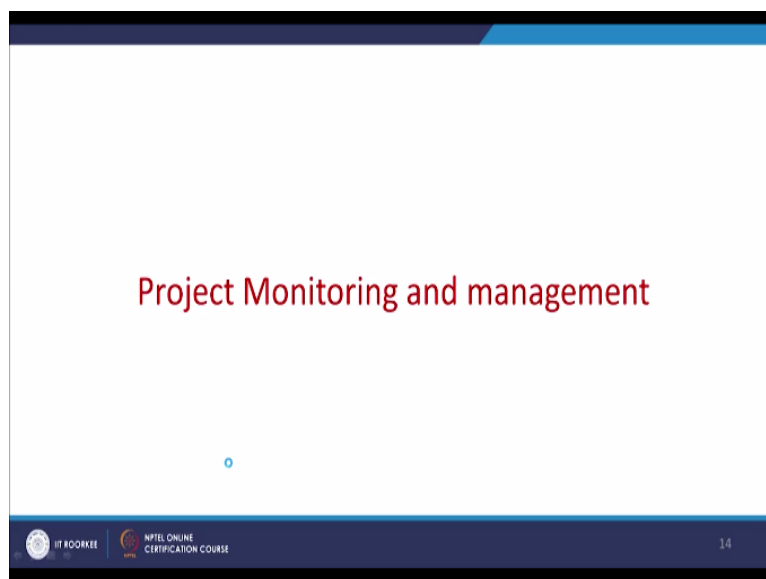 Project Monitoring and management
IIT ROORKEE
NPTEL ONLINE
CERTIFICATION COURSE
14